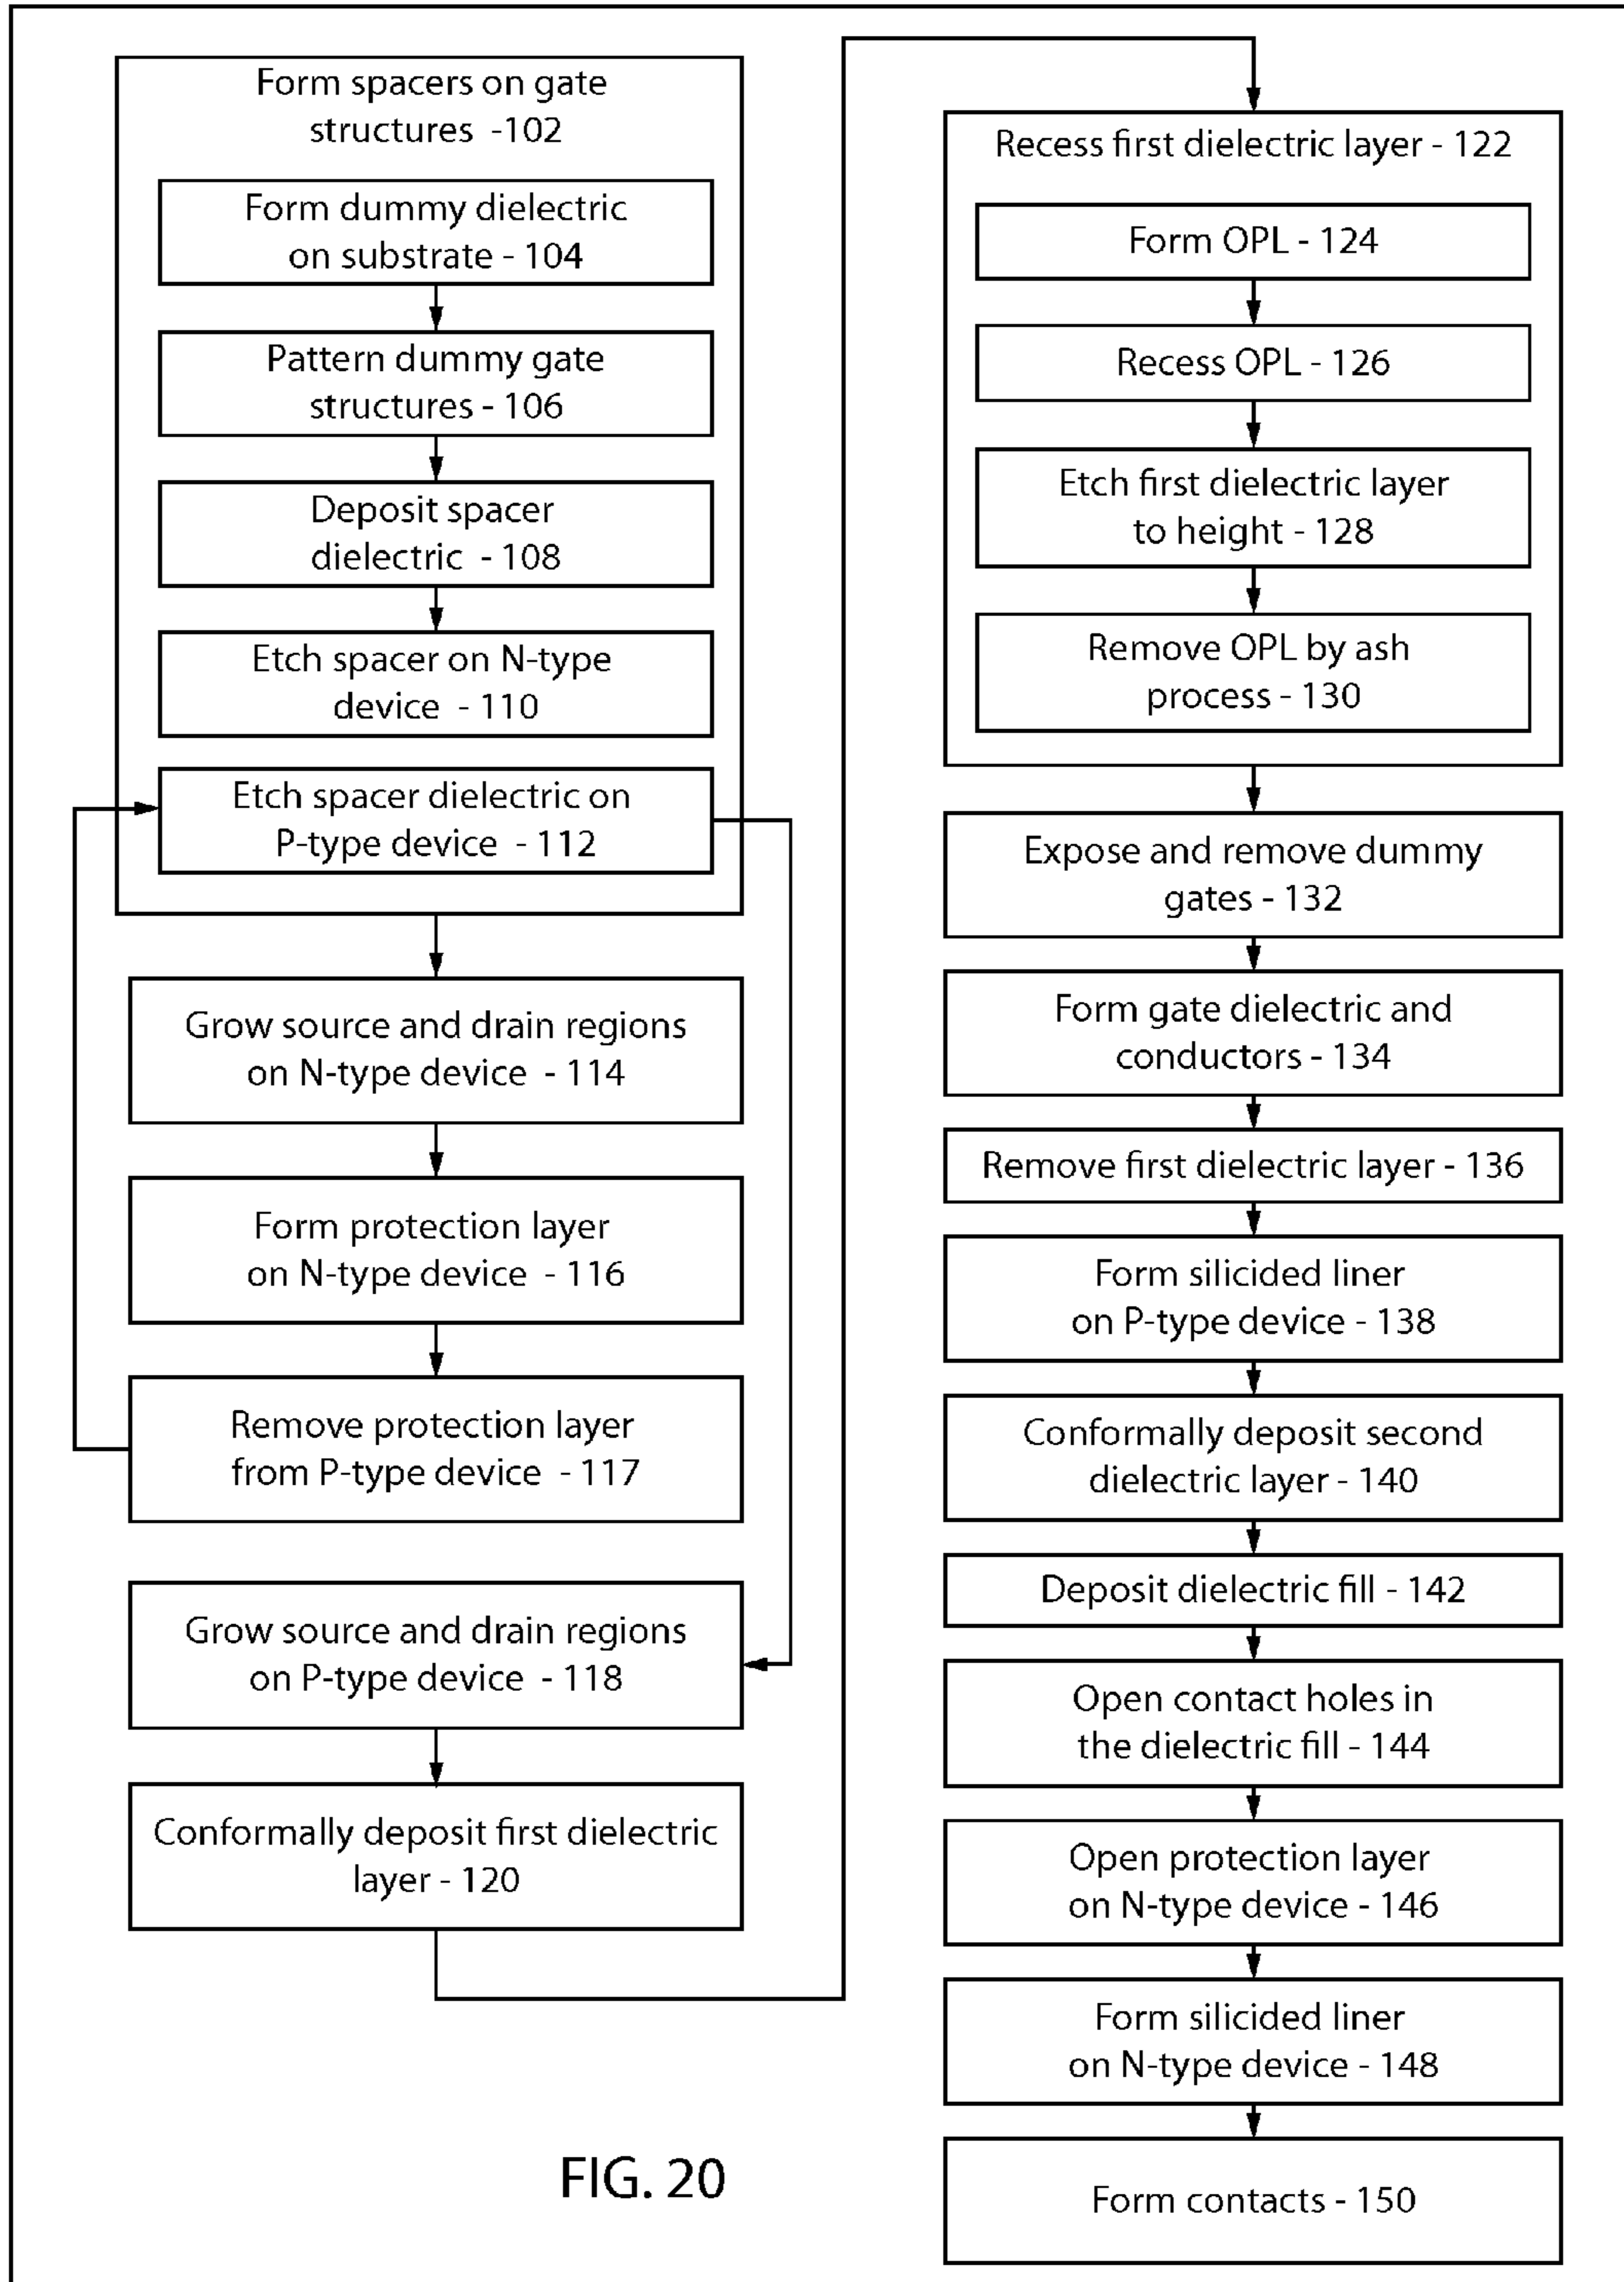 Form spacers on gate
structures -102
Form dummy dielectric
on substrate - 104
Pattern dummy gate
structures - 106
Deposit spacer
dielectric - 108
Etch spacer on N-type
device - 110
Etch spacer dielectric on
P-type device - 112
Grow source and drain regions
on N-type device - 114
Form protection layer
on N-type device - 116
Remove protection layer
from P-type device - 117
Grow source and drain regions
on P-type device - 118
Conformally deposit first dielectric
layer - 120
Recess first dielectric layer - 122
Form OPL - 124
Recess OPL - 126
Etch first dielectric layer
to height - 128
Remove OPL by ash
process - 130
Expose and remove dummy
gates - 132
Form gate dielectric and
conductors - 134
Remove first dielectric layer - 136
Form silicided liner
on P-type device - 138
Conformally deposit second
dielectric layer - 140
Deposit dielectric fill - 142
Open contact holes in
the dielectric fill - 144
Open protection layer
on N-type device - 146
Form silicided liner
on N-type device - 148
Form contacts - 150
FIG. 20